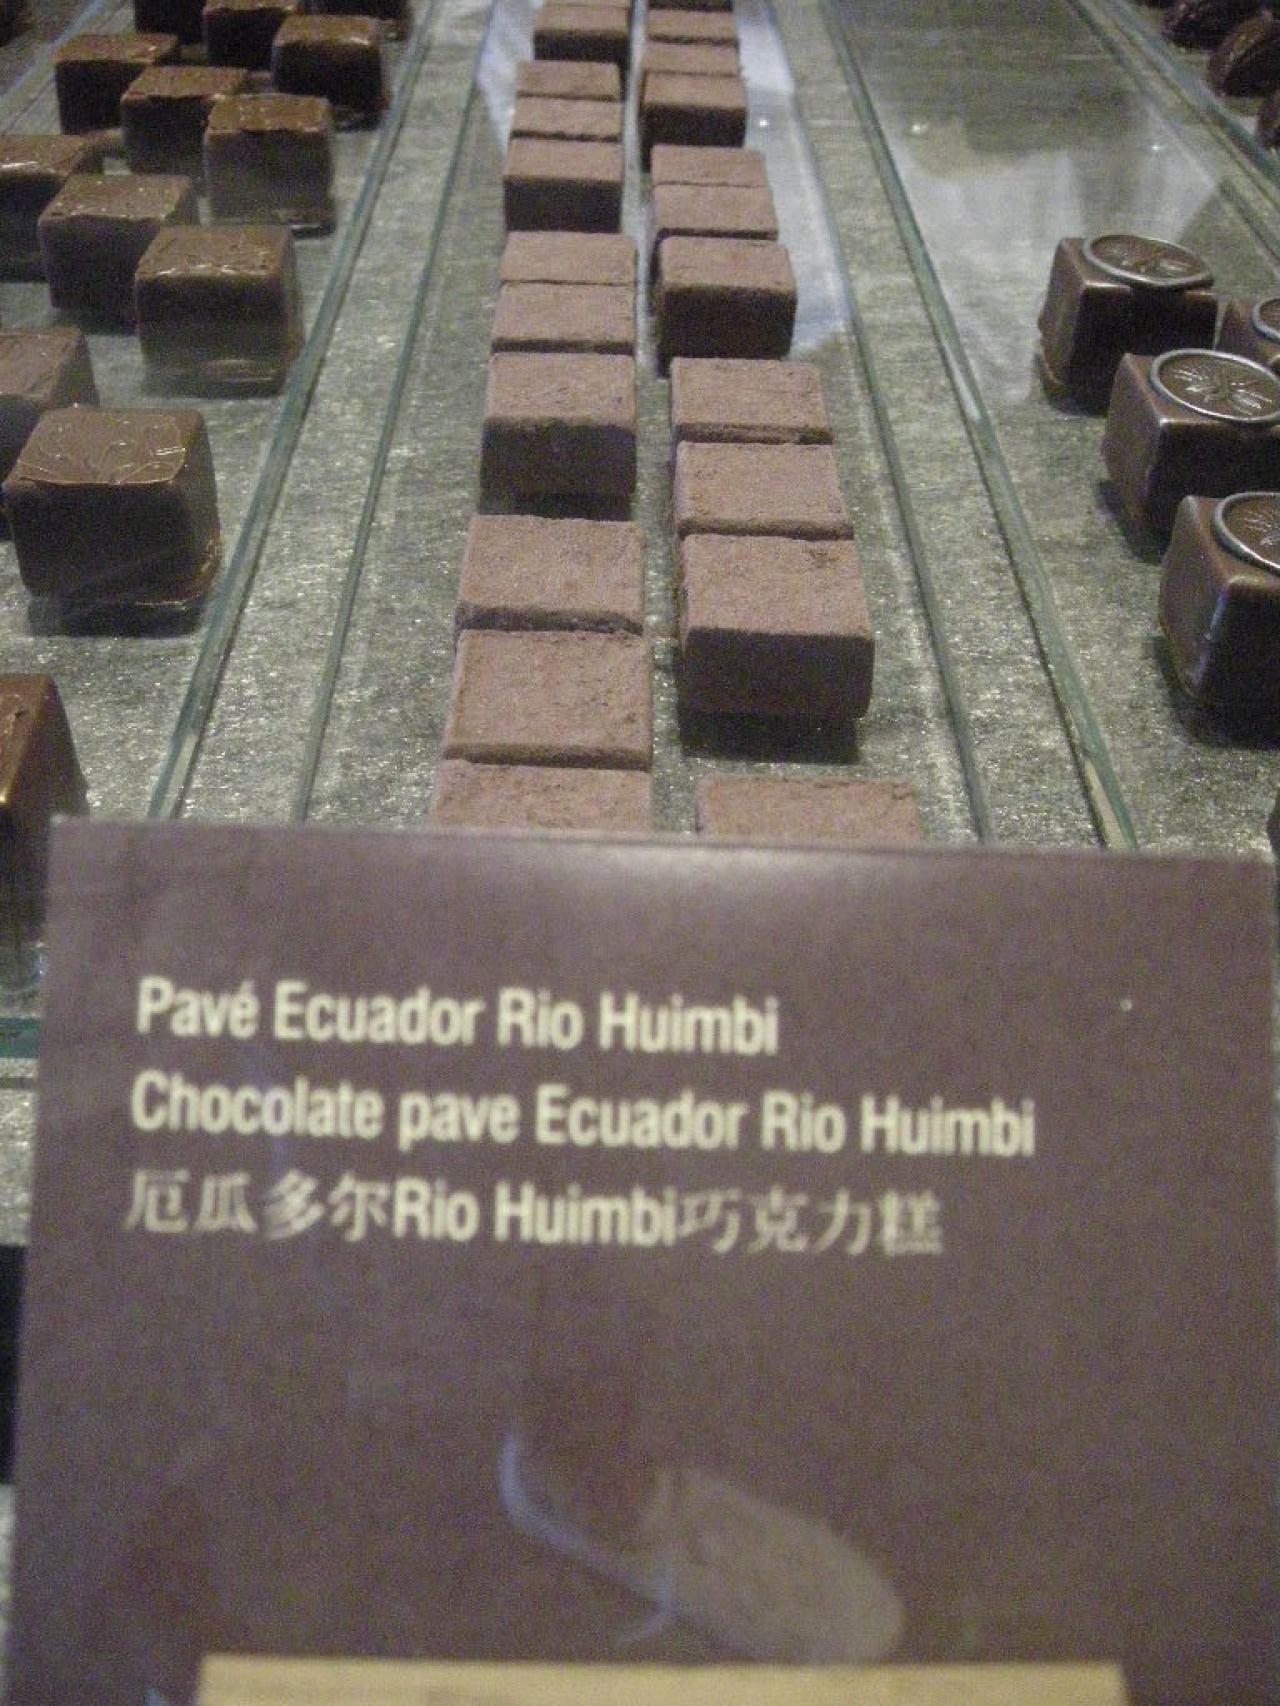 Pavé Ecuador Rio Huimbi
Chocolate pave Ecuador Rio Huimbi
厄瓜多尔Rio Huimbi巧克力糕